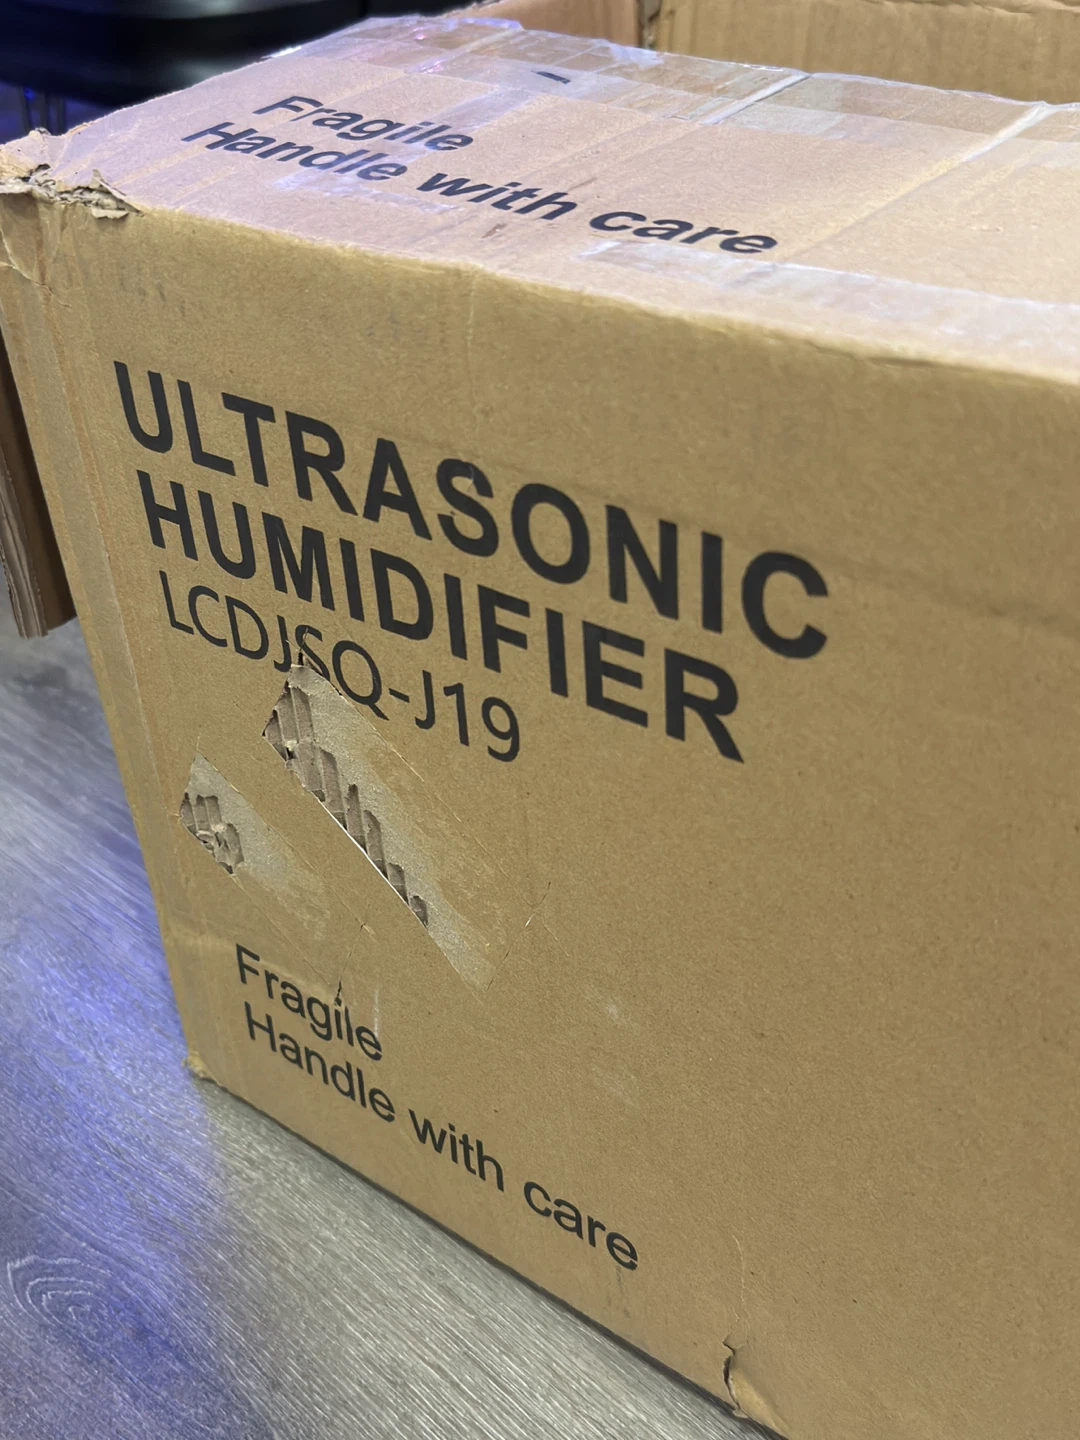 Fragile
Handle with care
ULTRASONIC
HUMIDIFIER
LCDJSQ-J19
Fragile
Handle with care